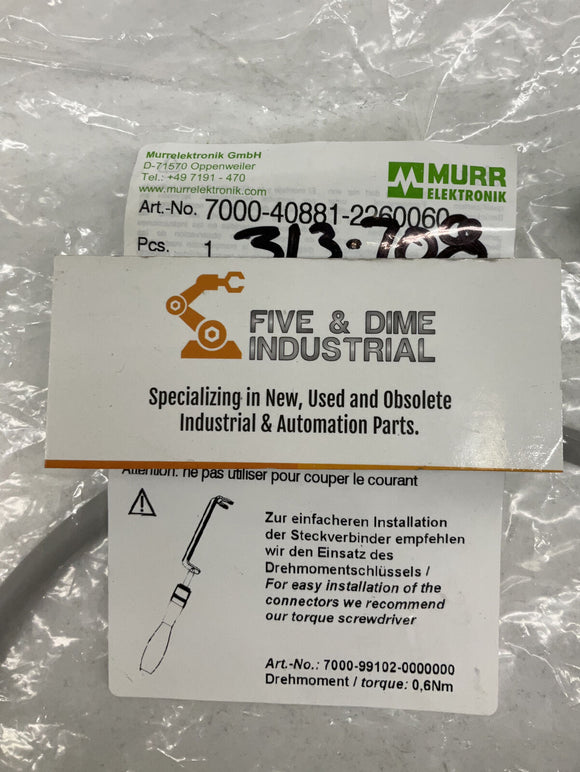 Murrelektronik GmbH
D-71570 Oppenweiler
Tel.: +49 7191 - 470
www.murrelektronik.com
MURR
ELEKTRONIK
Art.-No. 7000-40881-2260060
Pcs. 1
313.708
FIVE & DIME
INDUSTRIAL
Specializing in New, Used and Obsolete
Industrial & Automation Parts.
Attention: ne pas utiliser pour couper le courant
Zur einfacheren Installation
der Steckverbinder empfehlen
wir den Einsatz des
Drehmomentschlüssels /
For easy installation of the
connectors we recommend
our torque screwdriver
Art.-No.: 7000-99102-0000000
Drehmoment / torque: 0,6Nm